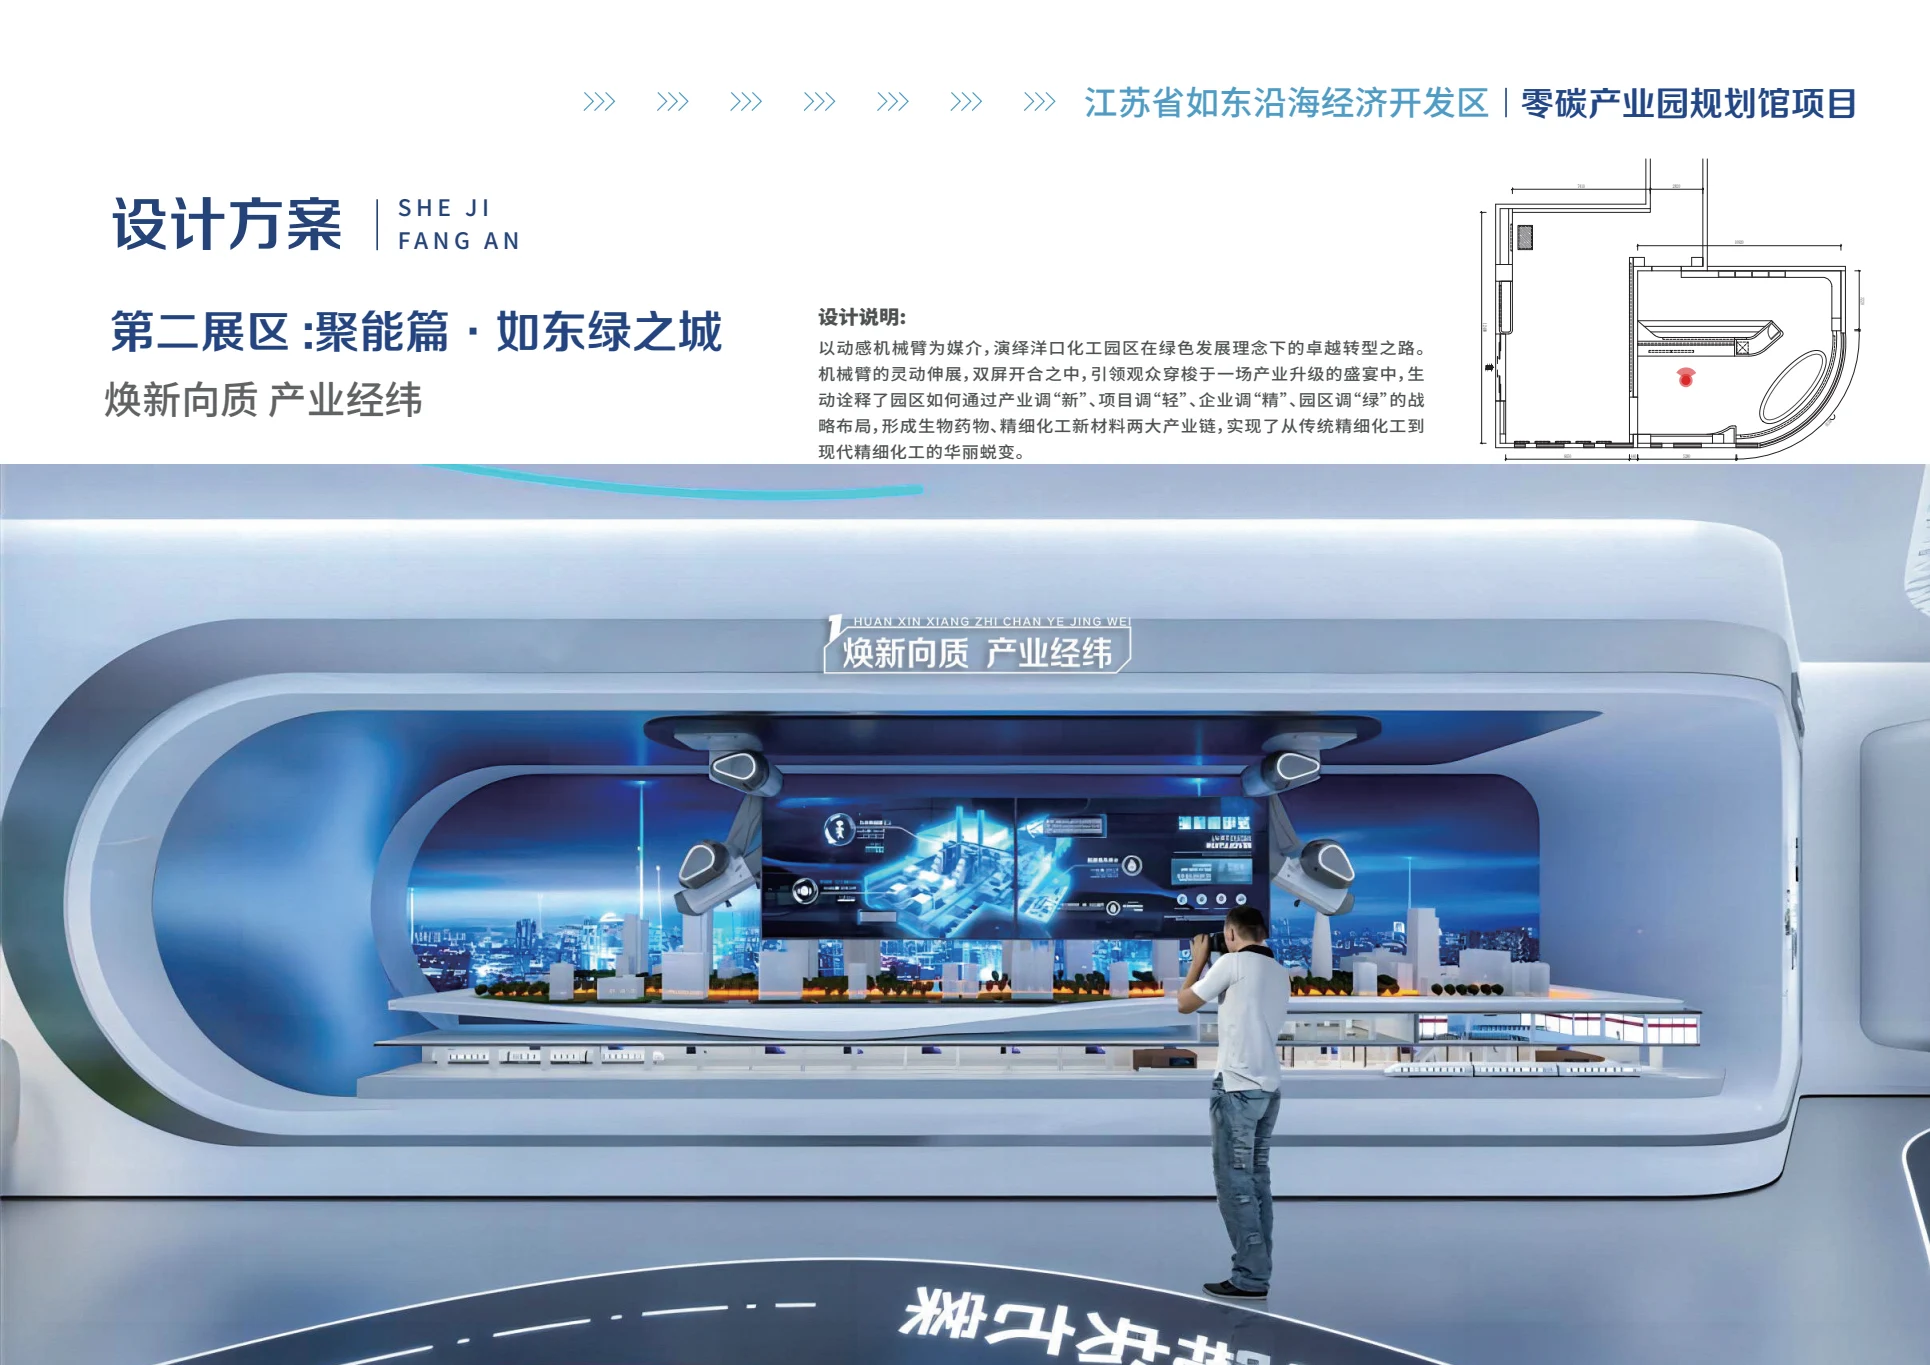 江苏省如东沿海经济开发区|零碳产业园规划馆项目
设计方案
SHE JI
FANG AN
第二展区:聚能篇·如东绿之城
焕新向质 产业经纬
设计说明:
以动感机械臂为媒介,演绎洋口化工园区在绿色发展理念下的卓越转型之路。
机械臂的灵动伸展,双屏开合之中,引领观众穿梭于一场产业升级的盛宴中,生
动诠释了园区如何通过产业调“新”、项目调“轻”、企业调“精”、园区调“绿”的战
略布局,形成生物药物、精细化工新材料两大产业链,实现了从传统精细化工到
现代精细化工的华丽蜕变。
HUAN XIN XIANG ZHI CHAN YE JING WEI
焕新向质 产业经纬